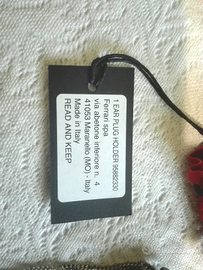 1 EAR PLUG HOLDER 95882330
Ferrari spa
via abetone inferiore n. 4
41053 Maranello (MO) - Italy
Made in Italy
READ AND KEEP